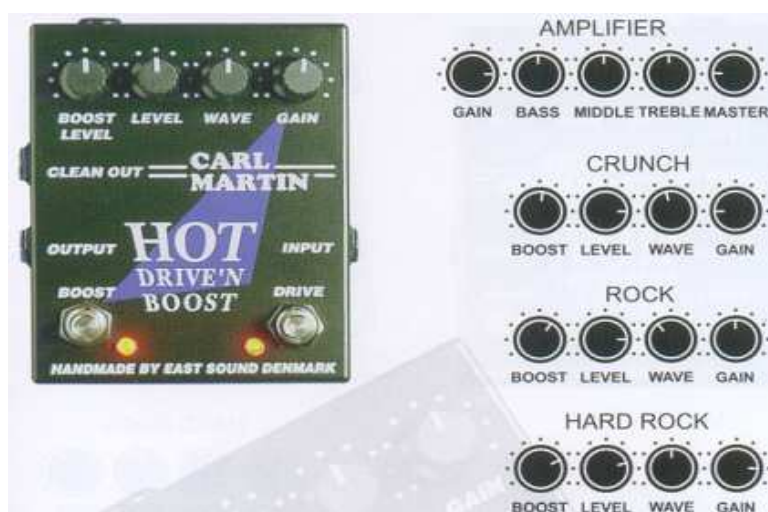 BOOST LEVEL WAVE GAIN
LEVEL
CLEAN OUT CARL
MARTIN
OUTPUT HOT INPUT
DRIVE'N
BOOST BOOST DRIVE
HANDMADE BY EAST SOUND DENMARK
AMPLIFIER
GAIN BASS MIDDLE TREBLE MASTER
CRUNCH
BOOST LEVEL WAVE GAIN
ROCK
BOOST LEVEL WAVE GAIN
HARD ROCK
BOOST LEVEL WAVE GAIN
GAIN